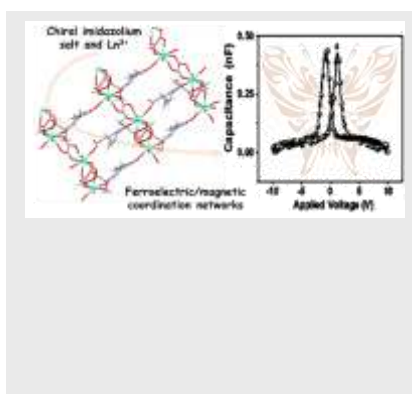 Chiral imidazolium
salt and Ln³⁺
Ferroelectric/magnetic
coordination networks
Capacitance (nF)
0.50
0.25
0.00
-10 -5 0 5 10
Applied Voltage (V)